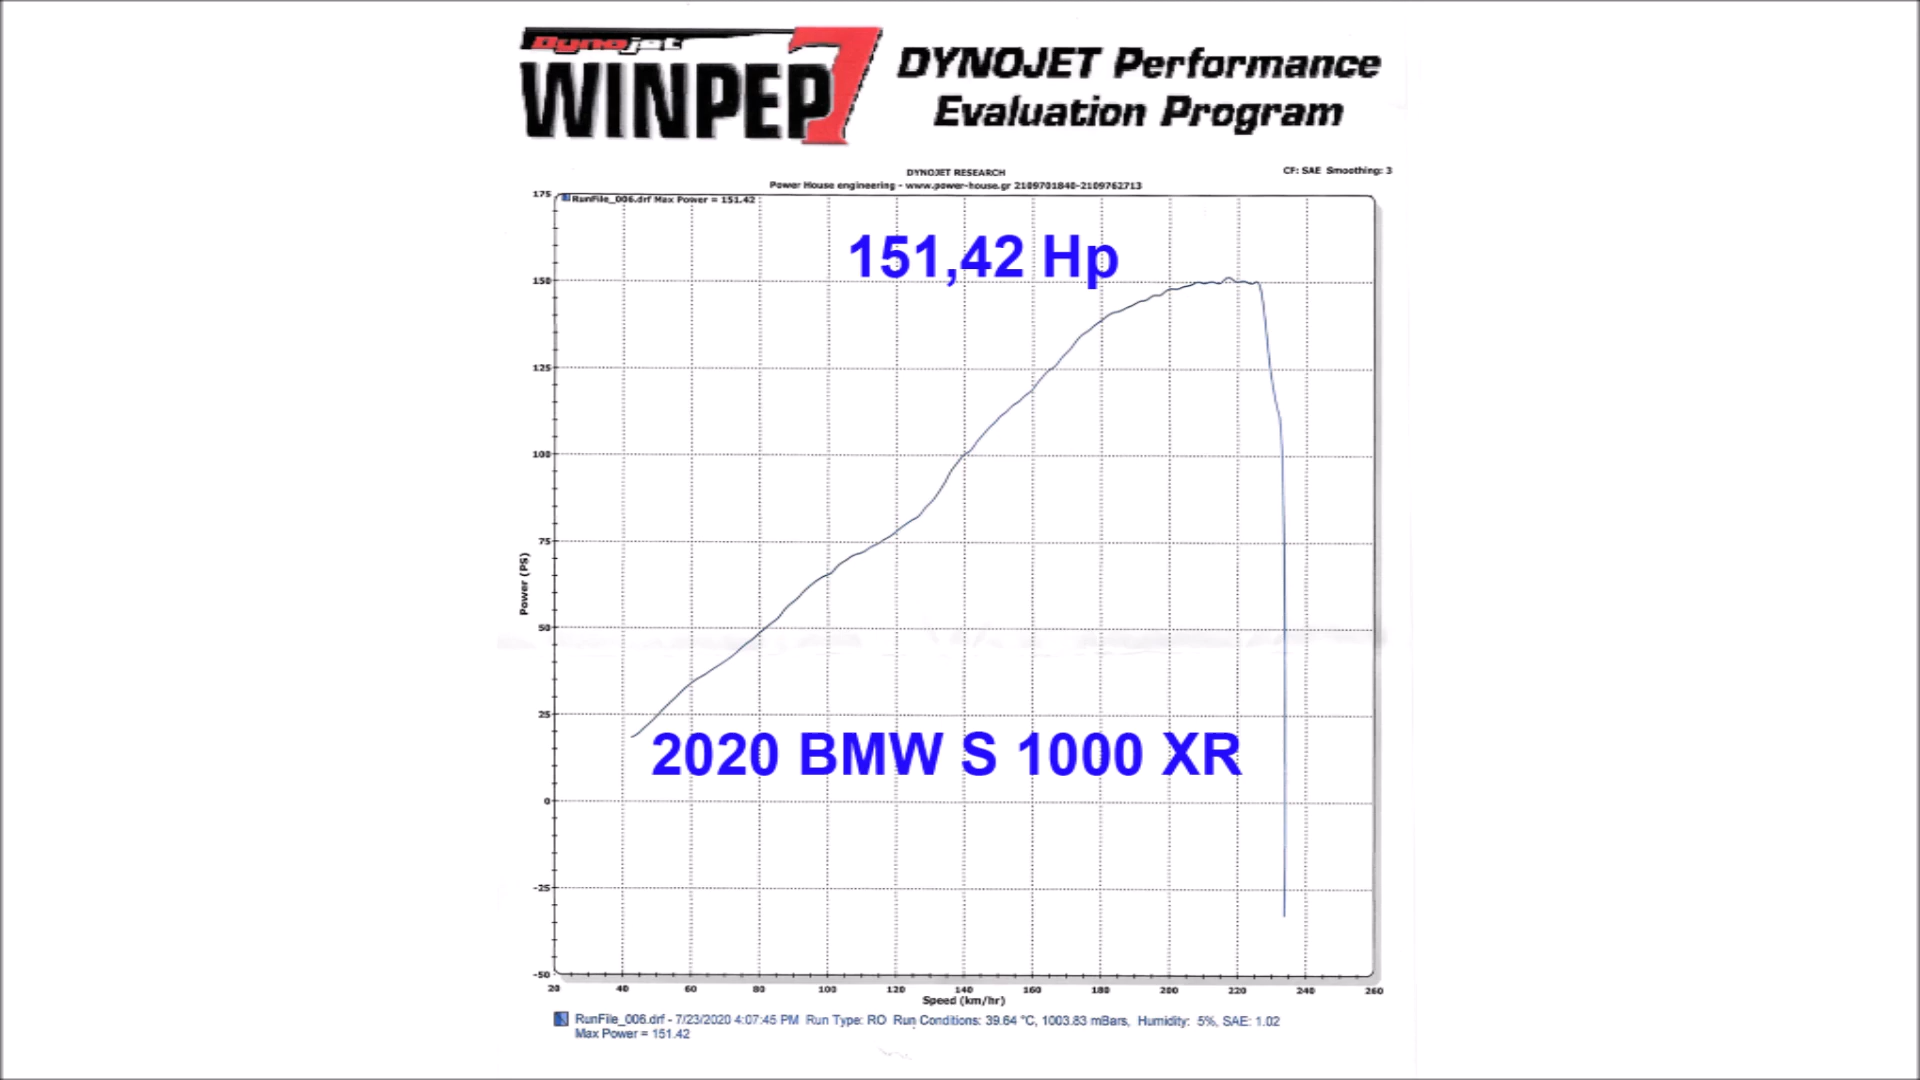 Dynojet
WINPEP7
DYNOJET Performance
Evaluation Program
DYNOJET RESEARCH
CF: SAE Smoothing: 3
Power House engineering - www.power-house.gr 2109701840-2109762713
RunFile_006.drf Max Power = 151.42
151,42 Hp
175
150
125
100
75
50
25
0
-25
-50
Power (PS)
2020 BMW S 1000 XR
20 40 60 80 100 120 140 160 180 200 220 240 260
Speed (km/hr)
RunFile_006.drf - 7/23/2020 4:07:45 PM Run Type: RO Run Conditions: 39.64 °C, 1003.83 mBars, Humidity: 5%, SAE: 1.02
Max Power = 151.42